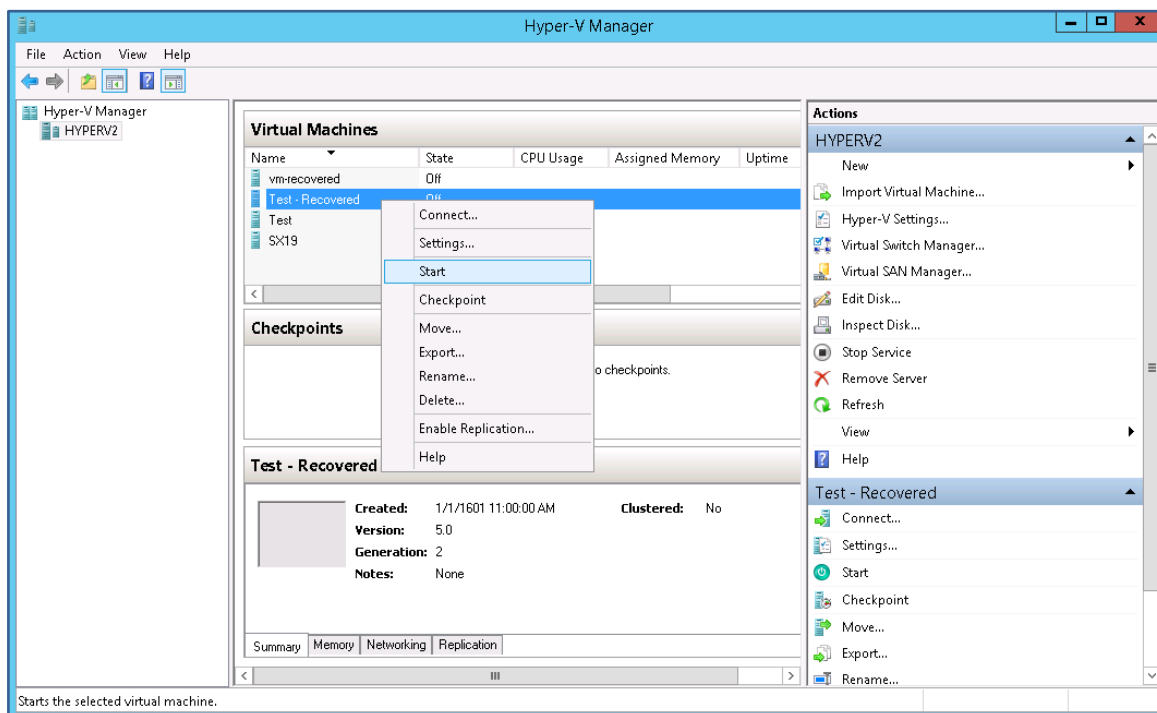 Hyper-V Manager
File Action View Help
Hyper-V Manager
HYPERV2
Virtual Machines
Name State CPU Usage Assigned Memory Uptime
vm-recovered Off
Test - Recovered Off
Test
SX19
Connect...
Settings...
Start
Checkpoint
Move...
Export...
Rename...
Delete...
Enable Replication...
Help
Checkpoints
o checkpoints.
Test - Recovered
Created: 1/1/1601 11:00:00 AM Clustered: No
Version: 5.0
Generation: 2
Notes: None
Summary Memory Networking Replication
Actions
HYPERV2
New
Import Virtual Machine...
Hyper-V Settings...
Virtual Switch Manager...
Virtual SAN Manager...
Edit Disk...
Inspect Disk...
Stop Service
Remove Server
Refresh
View
Help
Test - Recovered
Connect...
Settings...
Start
Checkpoint
Move...
Export...
Rename...
Starts the selected virtual machine.